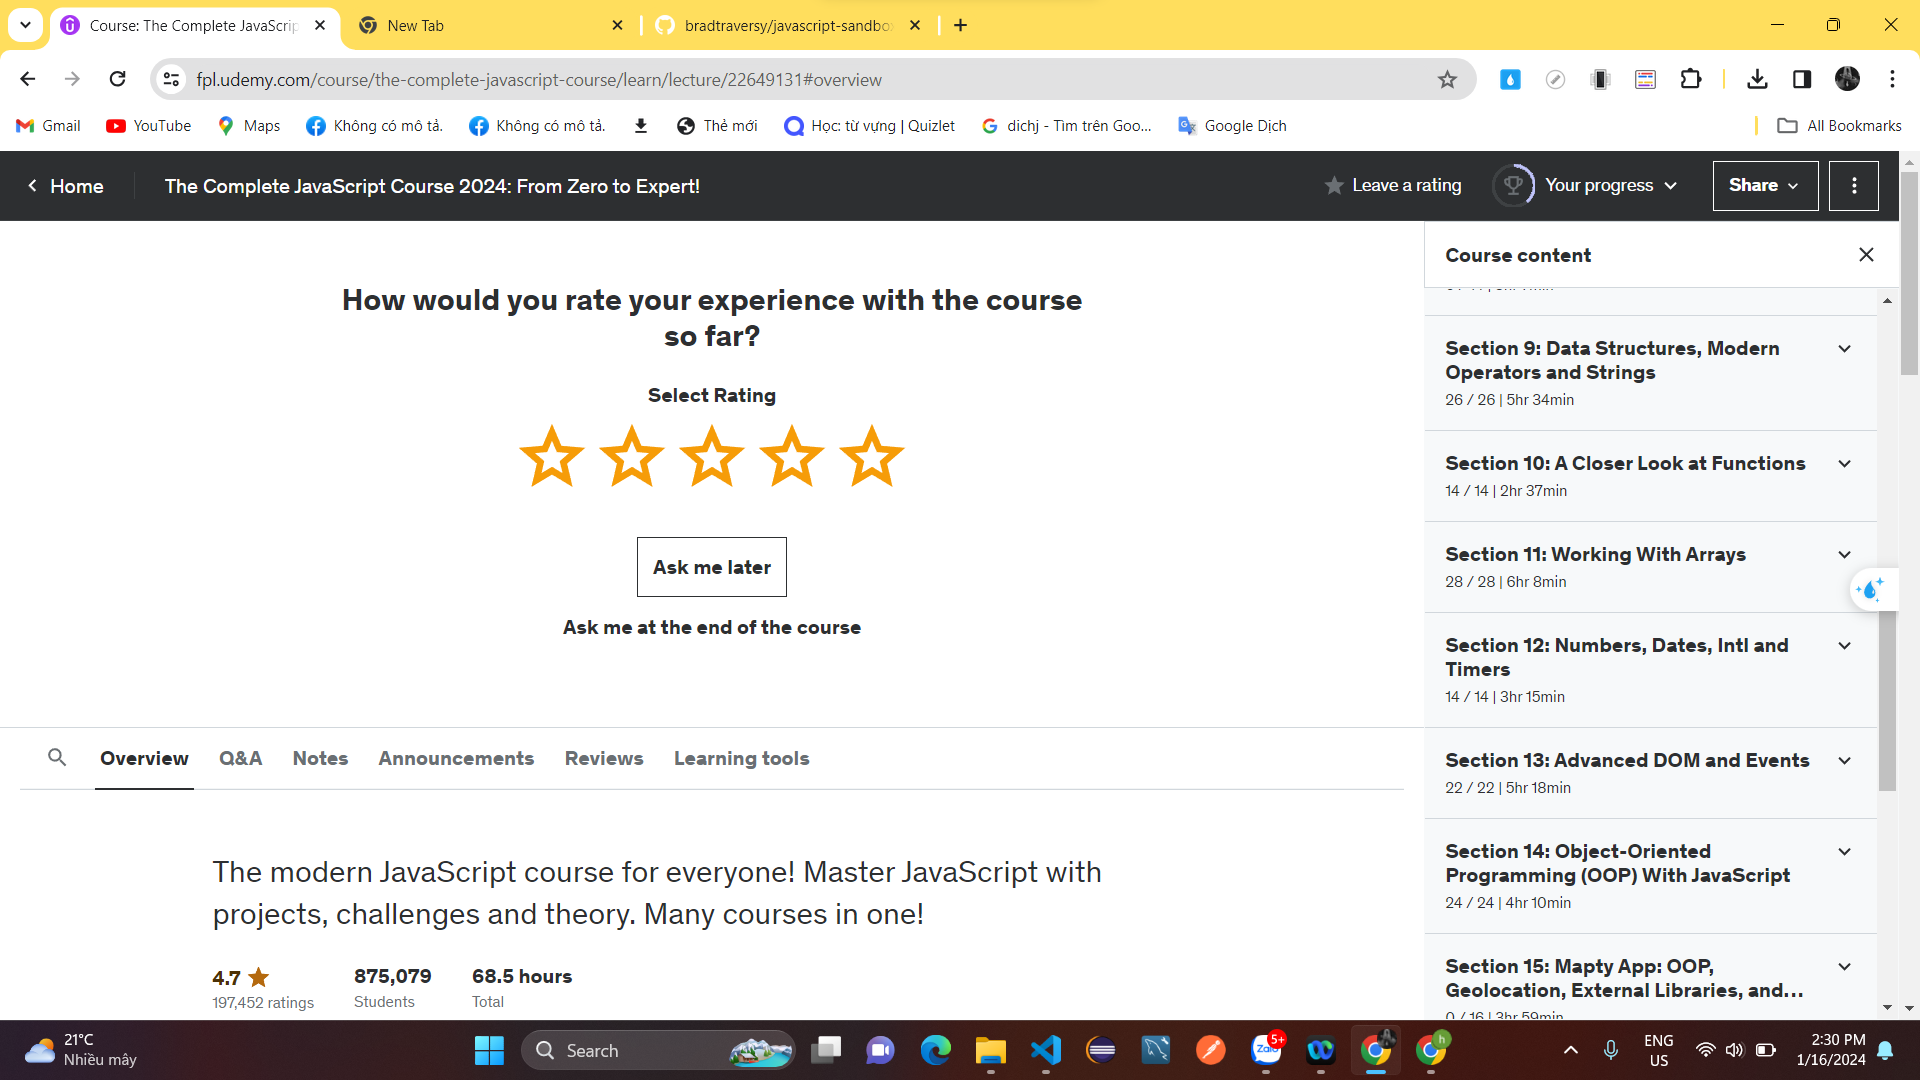 Course: The Complete JavaScrip
New Tab
bradtraversy/javascript-sandbo
fpl.udemy.com/course/the-complete-javascript-course/learn/lecture/22649131#overview
Gmail
YouTube
Maps
Không có mô tả.
Không có mô tả.
Thẻ mới
Học: từ vựng | Quizlet
dichj - Tìm trên Goo...
Google Dịch
All Bookmarks
Home
The Complete JavaScript Course 2024: From Zero to Expert!
Leave a rating
Your progress
Share
How would you rate your experience with the course
so far?
Select Rating
Ask me later
Ask me at the end of the course
Overview
Q&A
Notes
Announcements
Reviews
Learning tools
The modern JavaScript course for everyone! Master JavaScript with
projects, challenges and theory. Many courses in one!
4.7
197,452 ratings
875,079
Students
68.5 hours
Total
Course content
Section 9: Data Structures, Modern
Operators and Strings
26 / 26 | 5hr 34min
Section 10: A Closer Look at Functions
14 / 14 | 2hr 37min
Section 11: Working With Arrays
28 / 28 | 6hr 8min
Section 12: Numbers, Dates, Intl and
Timers
14 / 14 | 3hr 15min
Section 13: Advanced DOM and Events
22 / 22 | 5hr 18min
Section 14: Object-Oriented
Programming (OOP) With JavaScript
24 / 24 | 4hr 10min
Section 15: Mapty App: OOP,
Geolocation, External Libraries, and...
0 / 16 | 3hr 59min
21°C
Nhiều mây
Search
Zalo
5+
h
ENG
US
2:30 PM
1/16/2024